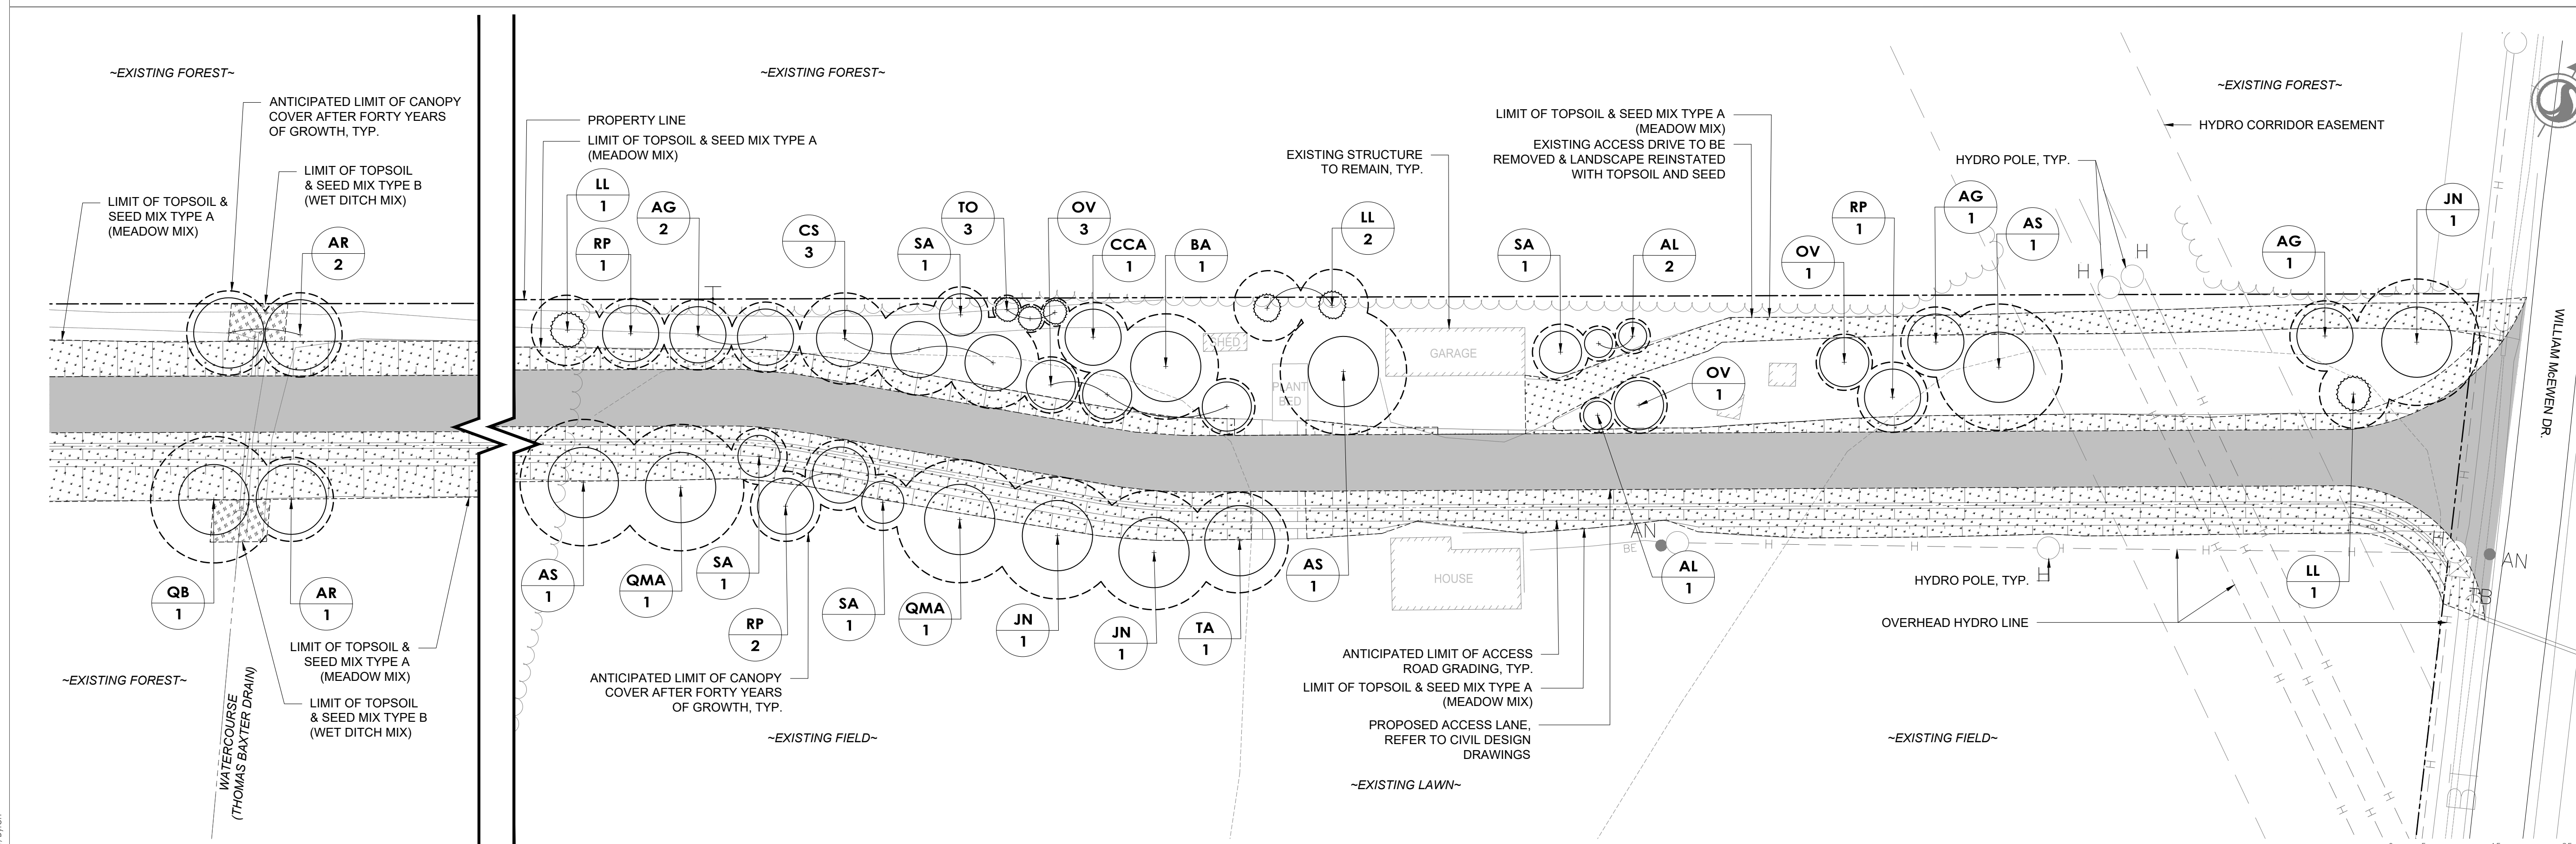 ~EXISTING FOREST~
~EXISTING FOREST~
~EXISTING FOREST~
ANTICIPATED LIMIT OF CANOPY
COVER AFTER FORTY YEARS
OF GROWTH, TYP.
LIMIT OF TOPSOIL
& SEED MIX TYPE B
(WET DITCH MIX)
LIMIT OF TOPSOIL &
SEED MIX TYPE A
(MEADOW MIX)
AR
2
PROPERTY LINE
LIMIT OF TOPSOIL & SEED MIX TYPE A
(MEADOW MIX)
LL
1
RP
1
AG
2
CS
3
SA
1
TO
3
OV
3
CCA
1
BA
1
LL
2
EXISTING STRUCTURE
TO REMAIN, TYP.
LIMIT OF TOPSOIL & SEED MIX TYPE A
(MEADOW MIX)
EXISTING ACCESS DRIVE TO BE
REMOVED & LANDSCAPE REINSTATED
WITH TOPSOIL AND SEED
SA
1
AL
2
OV
1
RP
1
AG
1
AS
1
HYDRO POLE, TYP.
HYDRO CORRIDOR EASEMENT
H
H
AG
1
JN
1
WILLIAM McEWEN DR.
SHED
PLANT
BED
GARAGE
OV
1
QB
1
AR
1
LIMIT OF TOPSOIL &
SEED MIX TYPE A
(MEADOW MIX)
LIMIT OF TOPSOIL
& SEED MIX TYPE B
(WET DITCH MIX)
~EXISTING FOREST~
WATERCOURSE
(THOMAS BAXTER DRAIN)
AS
1
QMA
1
SA
1
RP
2
SA
1
QMA
1
JN
1
JN
1
TA
1
AS
1
ANTICIPATED LIMIT OF CANOPY
COVER AFTER FORTY YEARS
OF GROWTH, TYP.
~EXISTING FIELD~
HOUSE
BE
AN
AL
1
ANTICIPATED LIMIT OF ACCESS
ROAD GRADING, TYP.
LIMIT OF TOPSOIL & SEED MIX TYPE A
(MEADOW MIX)
PROPOSED ACCESS LANE,
REFER TO CIVIL DESIGN
DRAWINGS
~EXISTING LAWN~
HYDRO POLE, TYP.
H
OVERHEAD HYDRO LINE
LL
1
AN
TB
~EXISTING FIELD~
B